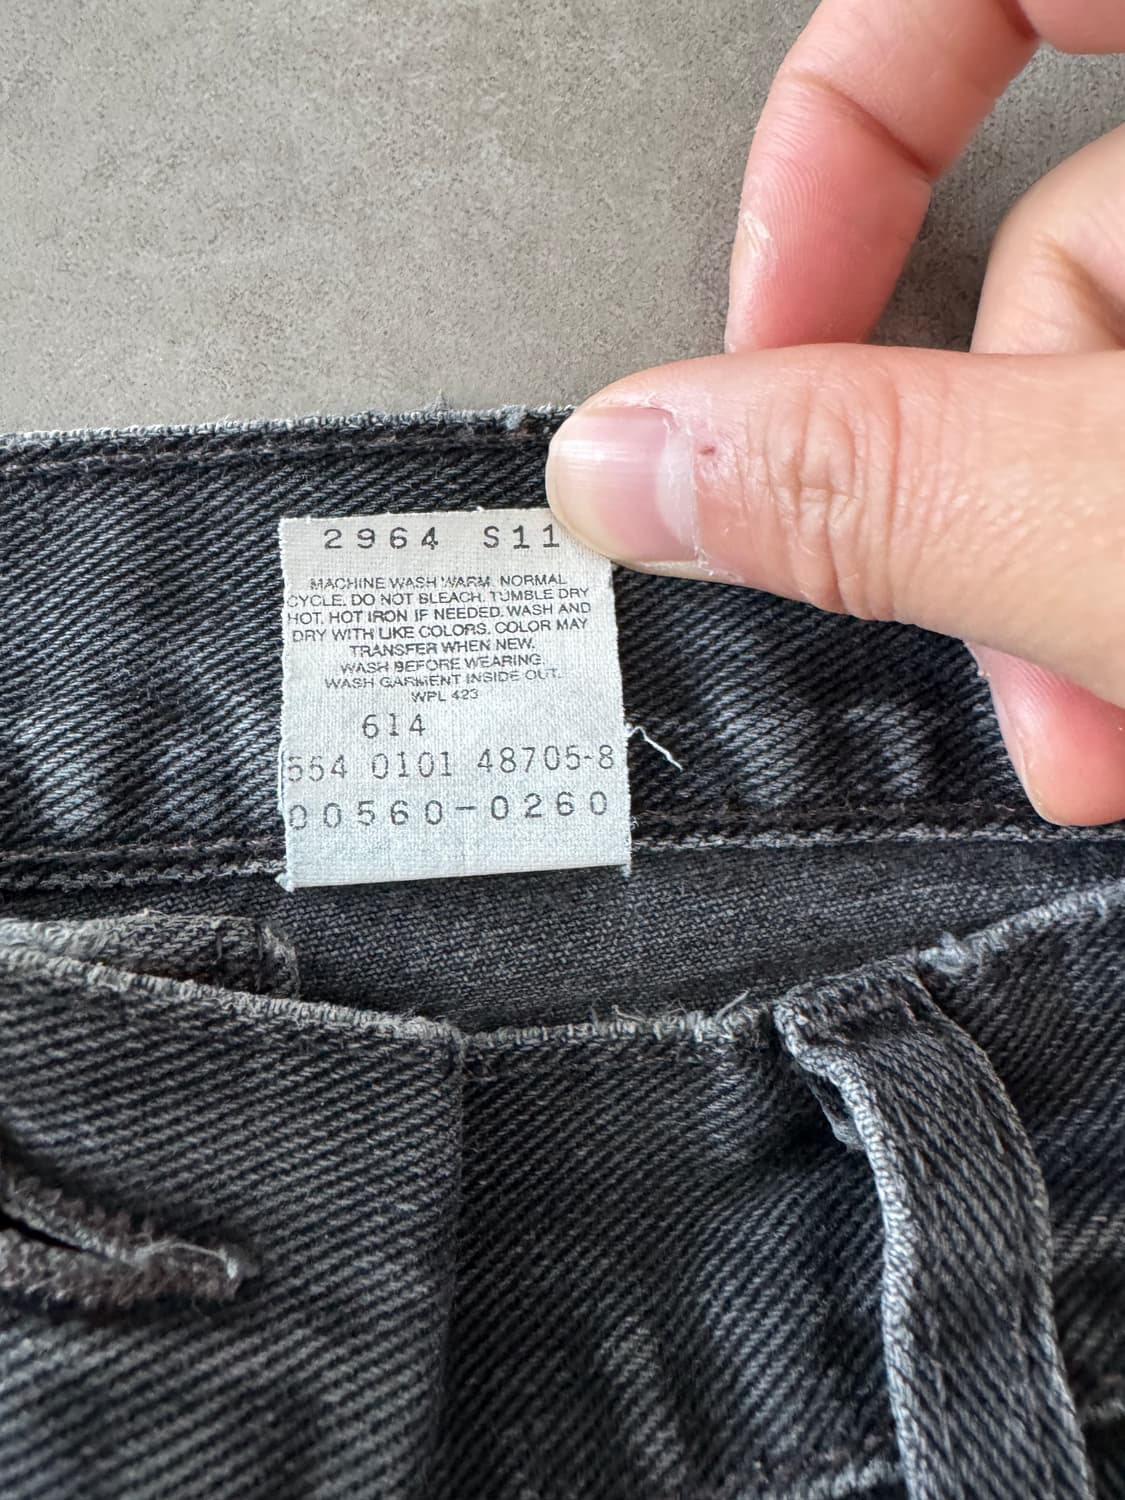 2964 S11
MACHINE WASH WARM, NORMAL
CYCLE. DO NOT BLEACH. TUMBLE DRY
HOT. HOT IRON IF NEEDED. WASH AND
DRY WITH LIKE COLORS. COLOR MAY
TRANSFER WHEN NEW.
WASH BEFORE WEARING.
WASH GARMENT INSIDE OUT.
WPL 423
614
554 0101 48705-8
00560-0260